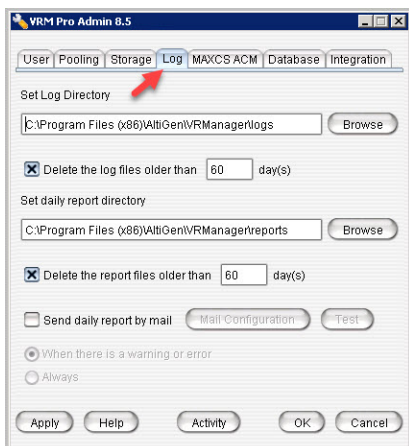 VRM Pro Admin 8.5
User Pooling Storage Log MAXCS ACM Database Integration
Set Log Directory
C:\Program Files (x86)\AltiGen\VRManager\logs Browse
Delete the log files older than 60 day(s)
Set daily report directory
C:\Program Files (x86)\AltiGen\VRManager\reports Browse
Delete the report files older than 60 day(s)
Send daily report by mail Mail Configuration Test
When there is a warning or error
Always
Apply Help Activity OK Cancel